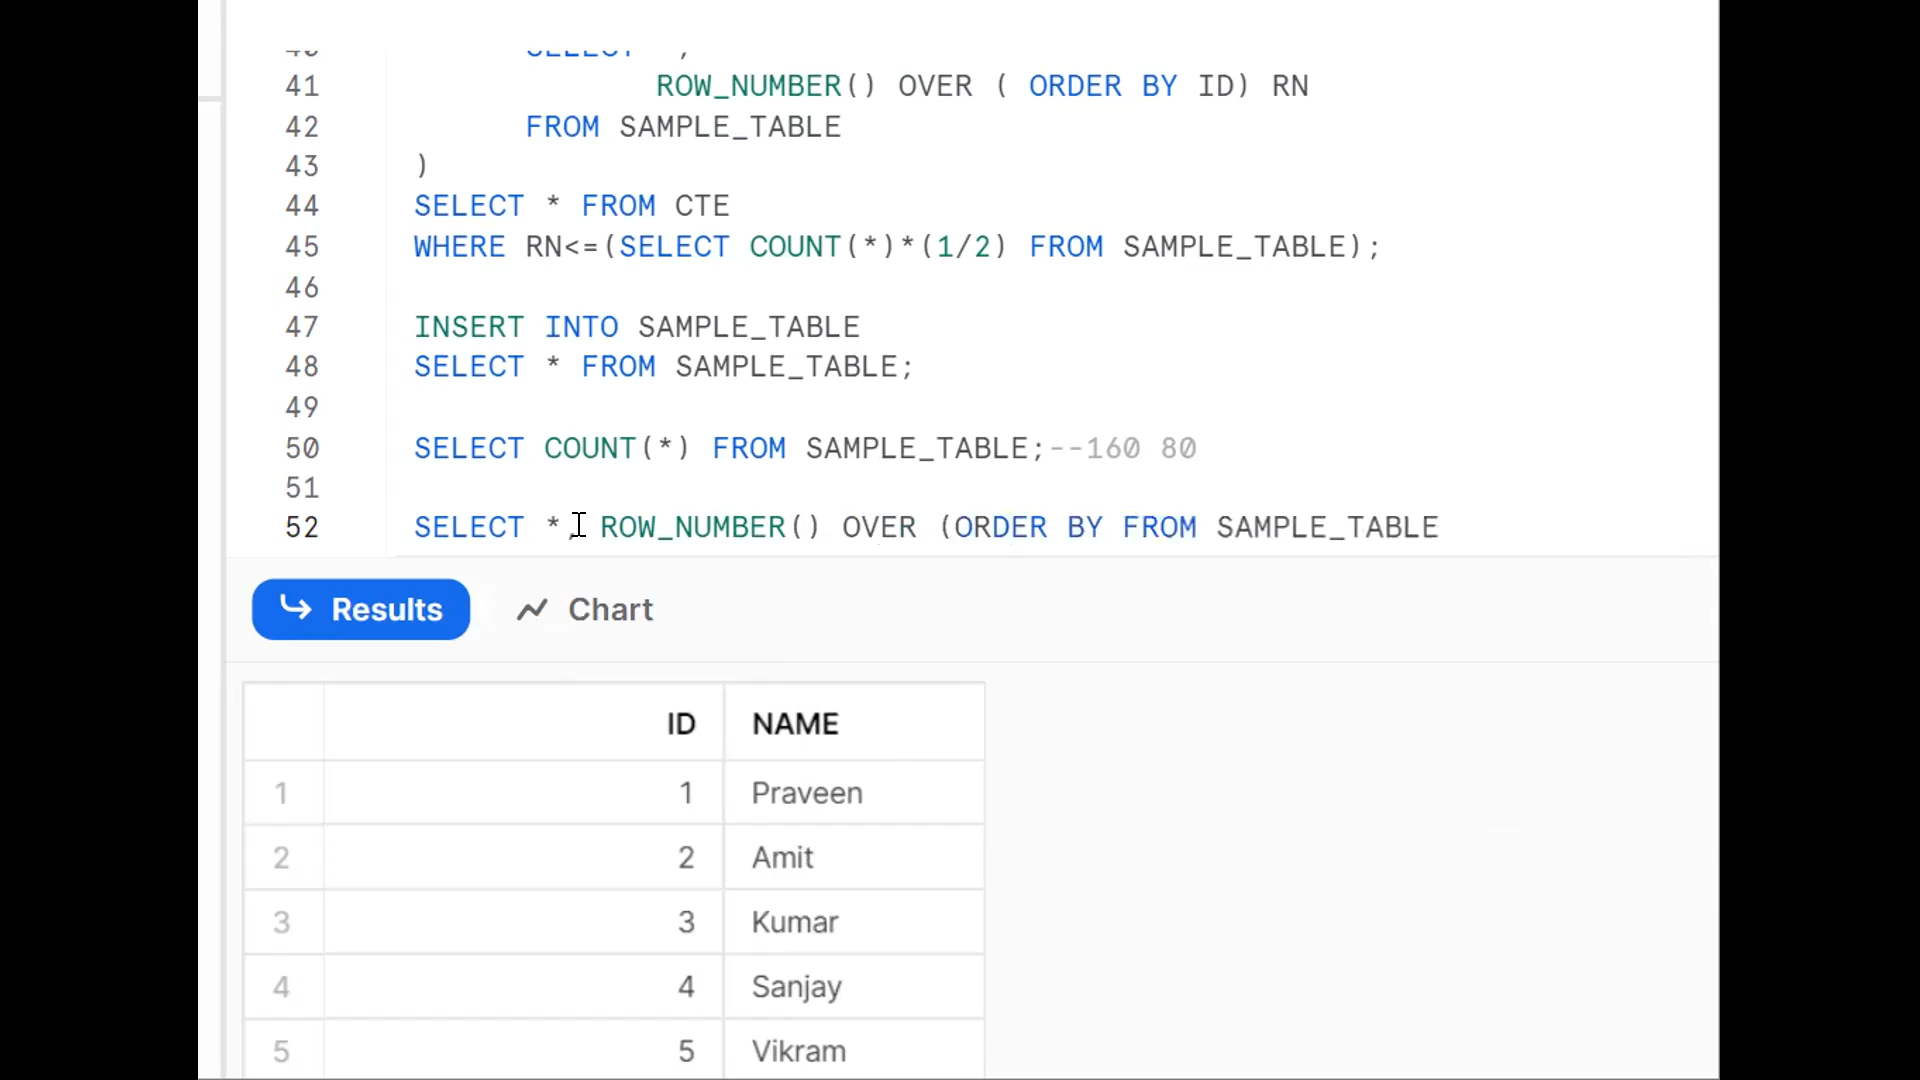 40 SELECT *,
41 ROW_NUMBER() OVER ( ORDER BY ID) RN
42 FROM SAMPLE_TABLE
43 )
44 SELECT * FROM CTE
45 WHERE RN<=(SELECT COUNT(*)*(1/2) FROM SAMPLE_TABLE);
46
47 INSERT INTO SAMPLE_TABLE
48 SELECT * FROM SAMPLE_TABLE;
49
50 SELECT COUNT(*) FROM SAMPLE_TABLE;--160 80
51
52 SELECT *, ROW_NUMBER() OVER (ORDER BY FROM SAMPLE_TABLE
Results Chart
ID NAME
1 1 Praveen
2 2 Amit
3 3 Kumar
4 4 Sanjay
5 5 Vikram